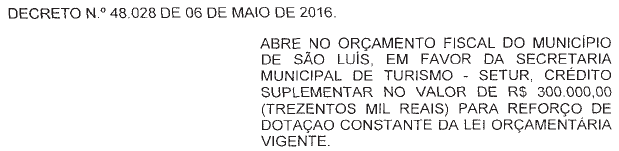 DECRETO N.º 48.028 DE 06 DE MAIO DE 2016.
ABRE NO ORÇAMENTO FISCAL DO MUNICÍPIO
DE SÃO LUÍS, EM FAVOR DA SECRETARIA
MUNICIPAL DE TURISMO - SETUR, CRÉDITO
SUPLEMENTAR NO VALOR DE R$ 300.000,00
(TREZENTOS MIL REAIS) PARA REFORÇO DE
DOTAÇAO CONSTANTE DA LEI ORÇAMENTÁRIA
VIGENTE.